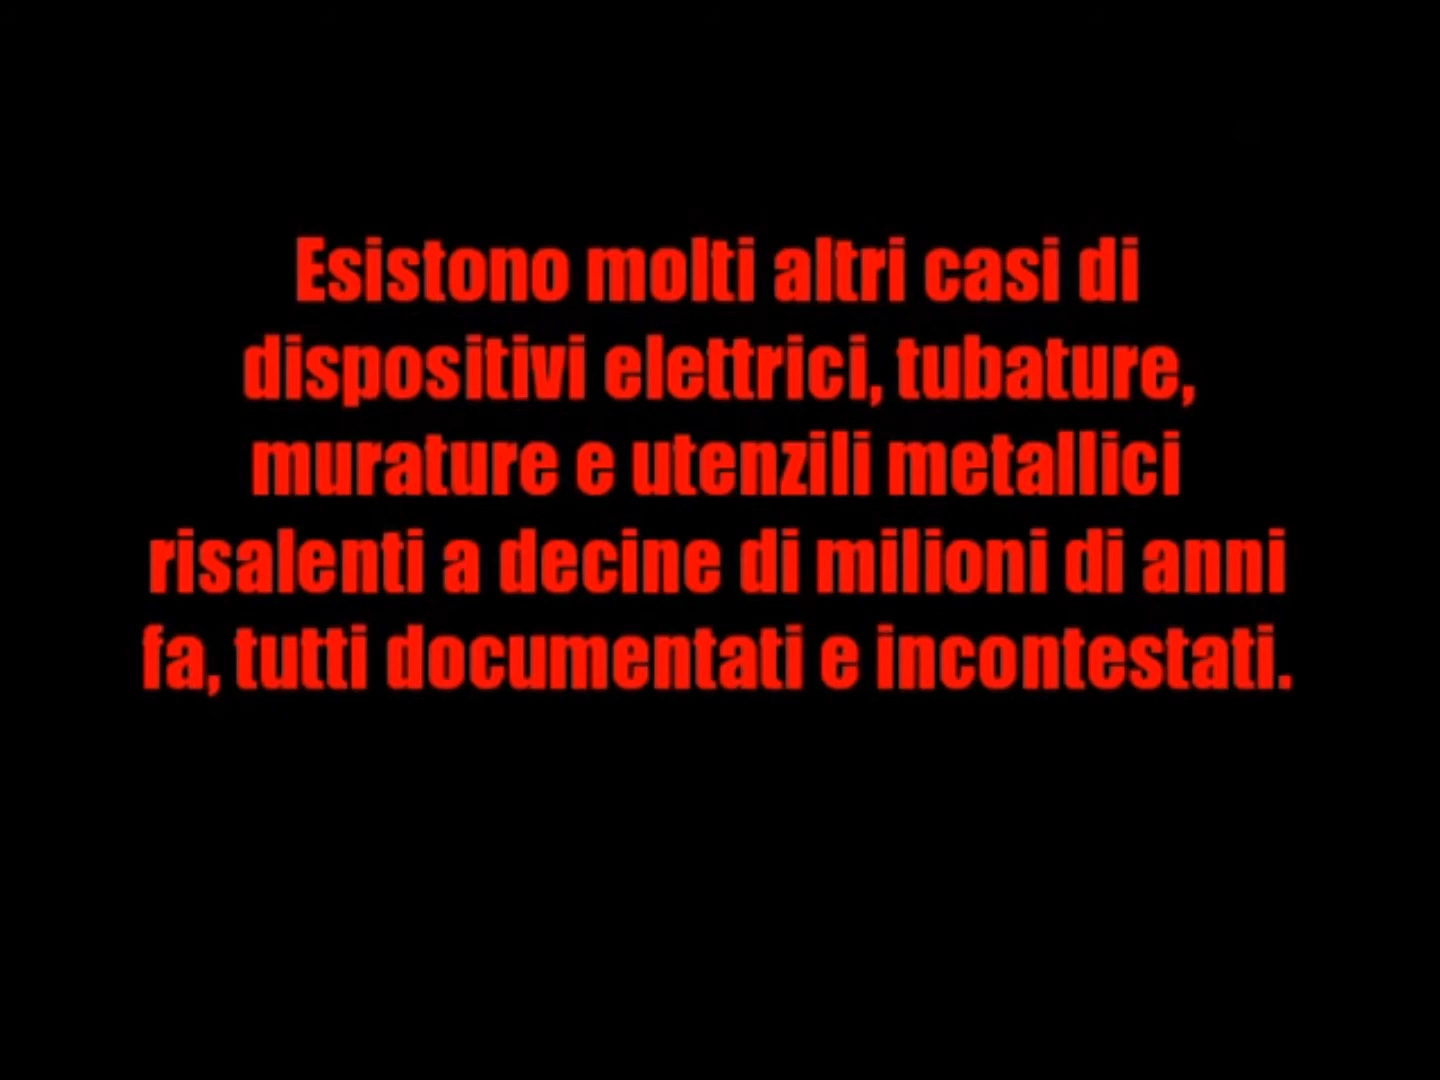 Esistono molti altri casi di
dispositivi elettrici, tubature,
murature e utenzili metallici
risalenti a decine di milioni di anni
fa, tutti documentati e incontestati.